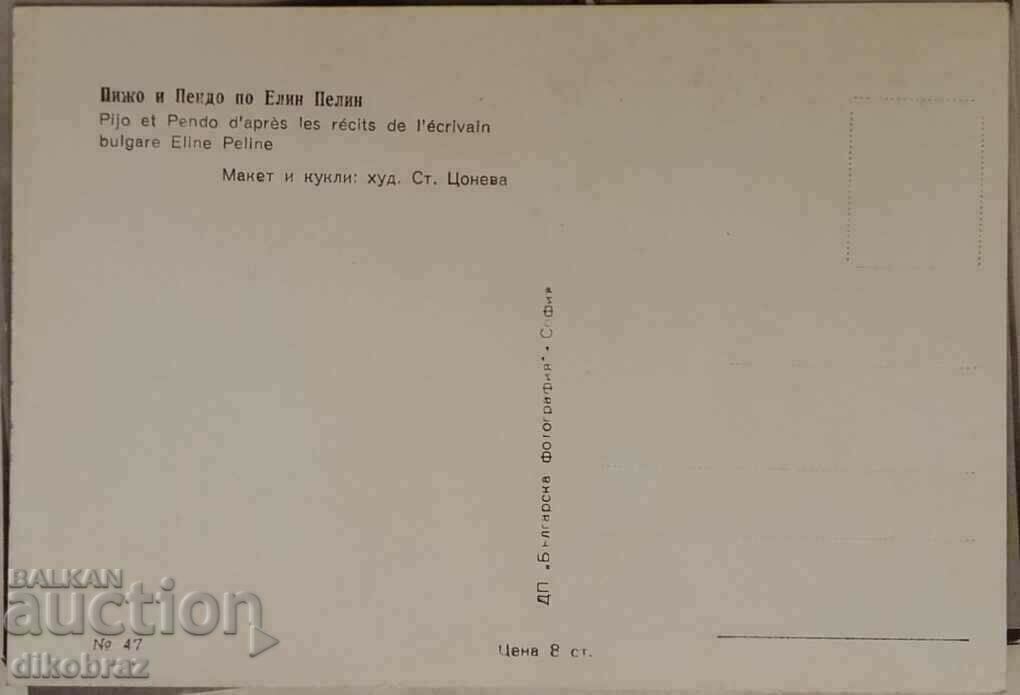 Пижо и Пендо по Елин Пелин
Pijo et Pendo d'après les récits de l'écrivain
bulgare Eline Peline
Макет и кукли: худ. Ст. Цонева
ДП „Българска фотография“ • София
№ 47
Цена 8 ст.
BALKAN
auction
dikobraz